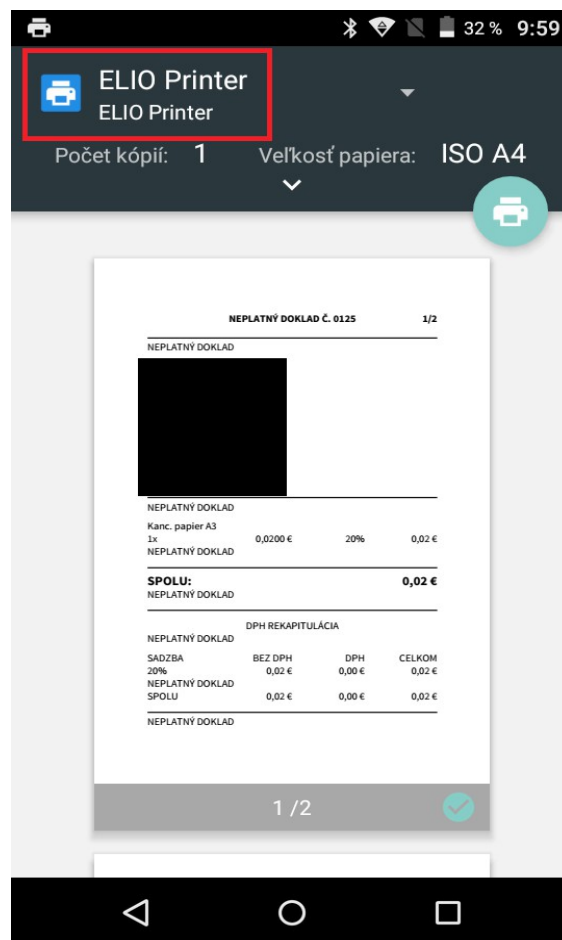 32 % 9:59
ELIO Printer
ELIO Printer
Počet kópií: 1 Veľkosť papiera: ISO A4
NEPLATNÝ DOKLAD Č. 0125 1/2
NEPLATNÝ DOKLAD
NEPLATNÝ DOKLAD
Kanc. papier A3
1x 0,0200 € 20% 0,02 €
NEPLATNÝ DOKLAD
SPOLU: 0,02 €
NEPLATNÝ DOKLAD
DPH REKAPITULÁCIA
NEPLATNÝ DOKLAD
SADZBA BEZ DPH DPH CELKOM
20% 0,02 € 0,00 € 0,02 €
NEPLATNÝ DOKLAD
SPOLU 0,02 € 0,00 € 0,02 €
NEPLATNÝ DOKLAD
1 /2